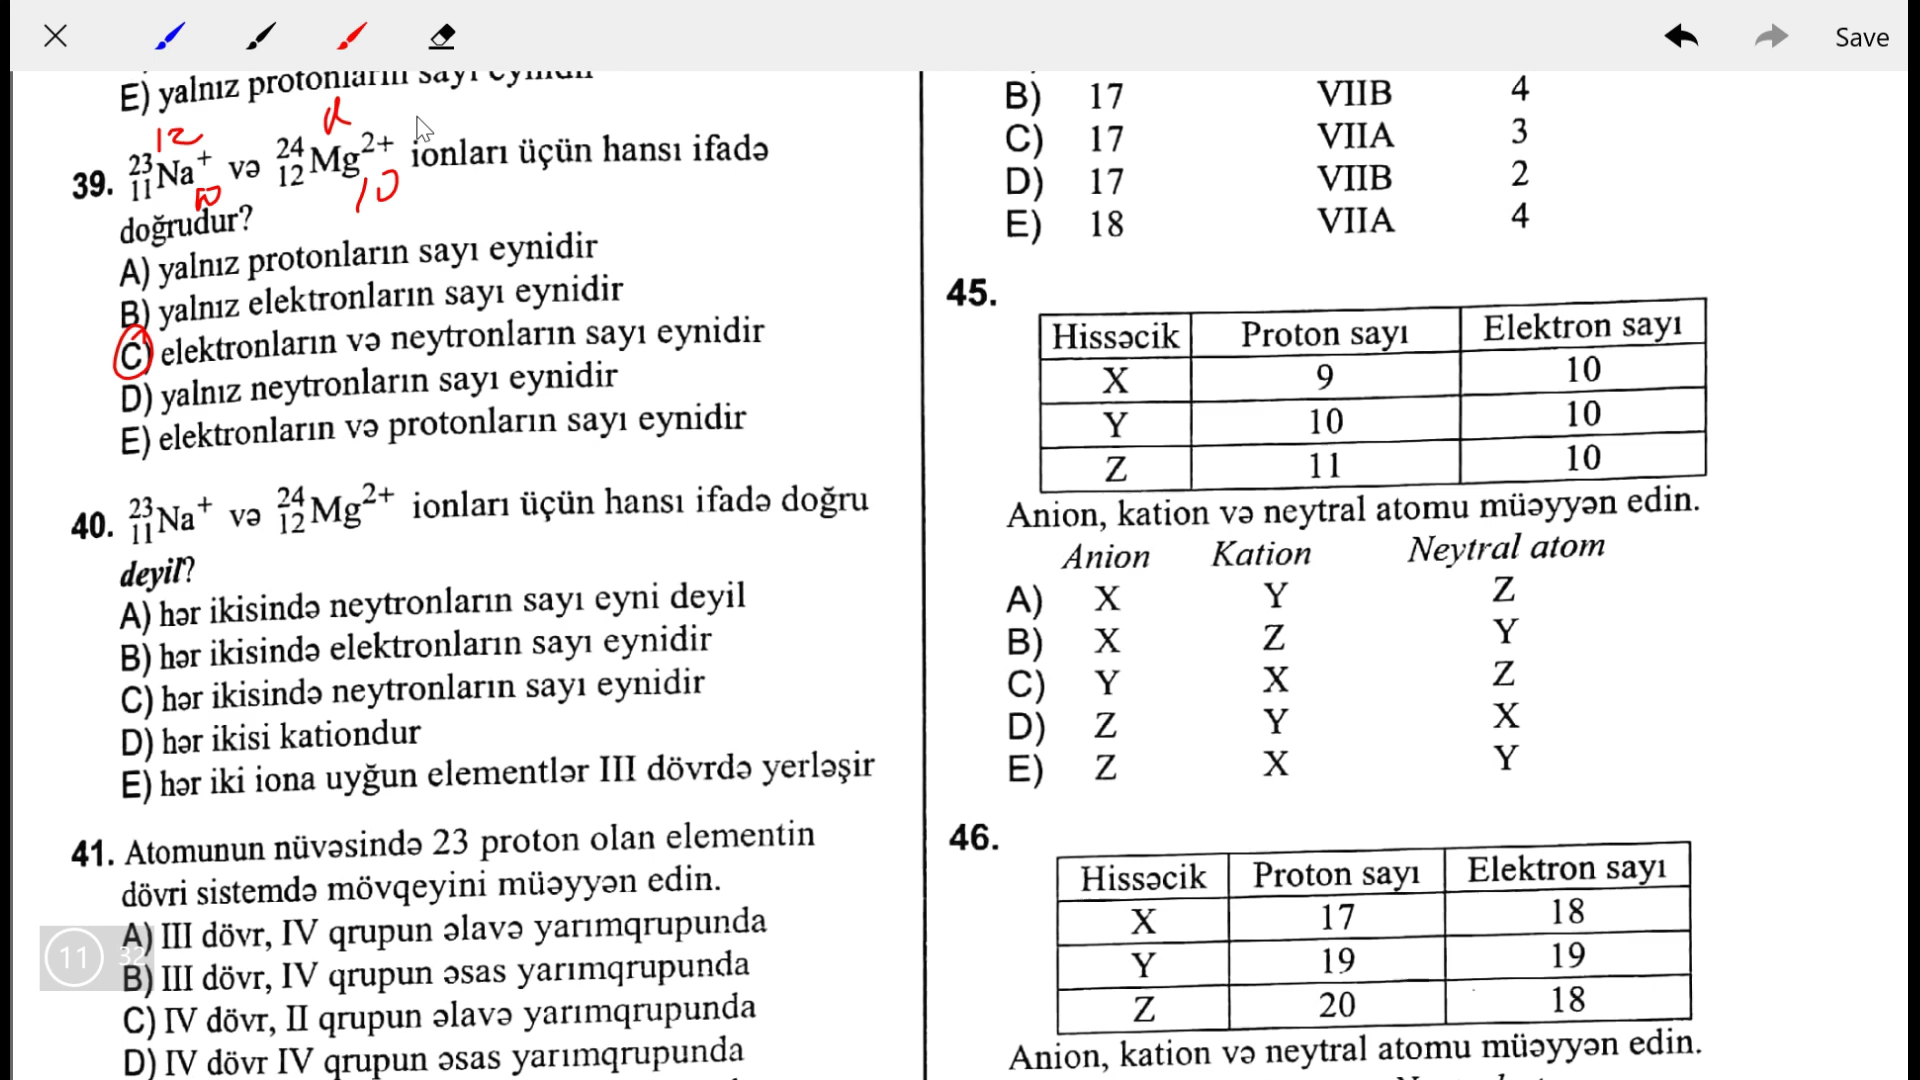 Save
E) yalnız protonların sayı eynidir
12
39. ²³₁₁Na⁺ və ²⁴₁₂Mg²⁺ ionları üçün hansı ifadə
10
doğrudur?
A) yalnız protonların sayı eynidir
B) yalnız elektronların sayı eynidir
C) elektronların və neytronların sayı eynidir
D) yalnız neytronların sayı eynidir
E) elektronların və protonların sayı eynidir
40. ²³₁₁Na⁺ və ²⁴₁₂Mg²⁺ ionları üçün hansı ifadə doğru
deyil?
A) hər ikisində neytronların sayı eyni deyil
B) hər ikisində elektronların sayı eynidir
C) hər ikisində neytronların sayı eynidir
D) hər ikisi kationdur
E) hər iki iona uyğun elementlər III dövrdə yerləşir
41. Atomunun nüvəsində 23 proton olan elementin
dövri sistemdə mövqeyini müəyyən edin.
A) III dövr, IV qrupun əlavə yarımqrupunda
B) III dövr, IV qrupun əsas yarımqrupunda
C) IV dövr, II qrupun əlavə yarımqrupunda
D) IV dövr IV qrupun əsas yarımqrupunda
11 32
B) 17 VIIB 4
C) 17 VIIA 3
D) 17 VIIB 2
E) 18 VIIA 4
45.
Hissəcik Proton sayı Elektron sayı
X 9 10
Y 10 10
Z 11 10
Anion, kation və neytral atomu müəyyən edin.
Anion Kation Neytral atom
A) X Y Z
B) X Z Y
C) Y X Z
D) Z Y X
E) Z X Y
46.
Hissəcik Proton sayı Elektron sayı
X 17 18
Y 19 19
Z 20 18
Anion, kation və neytral atomu müəyyən edin.